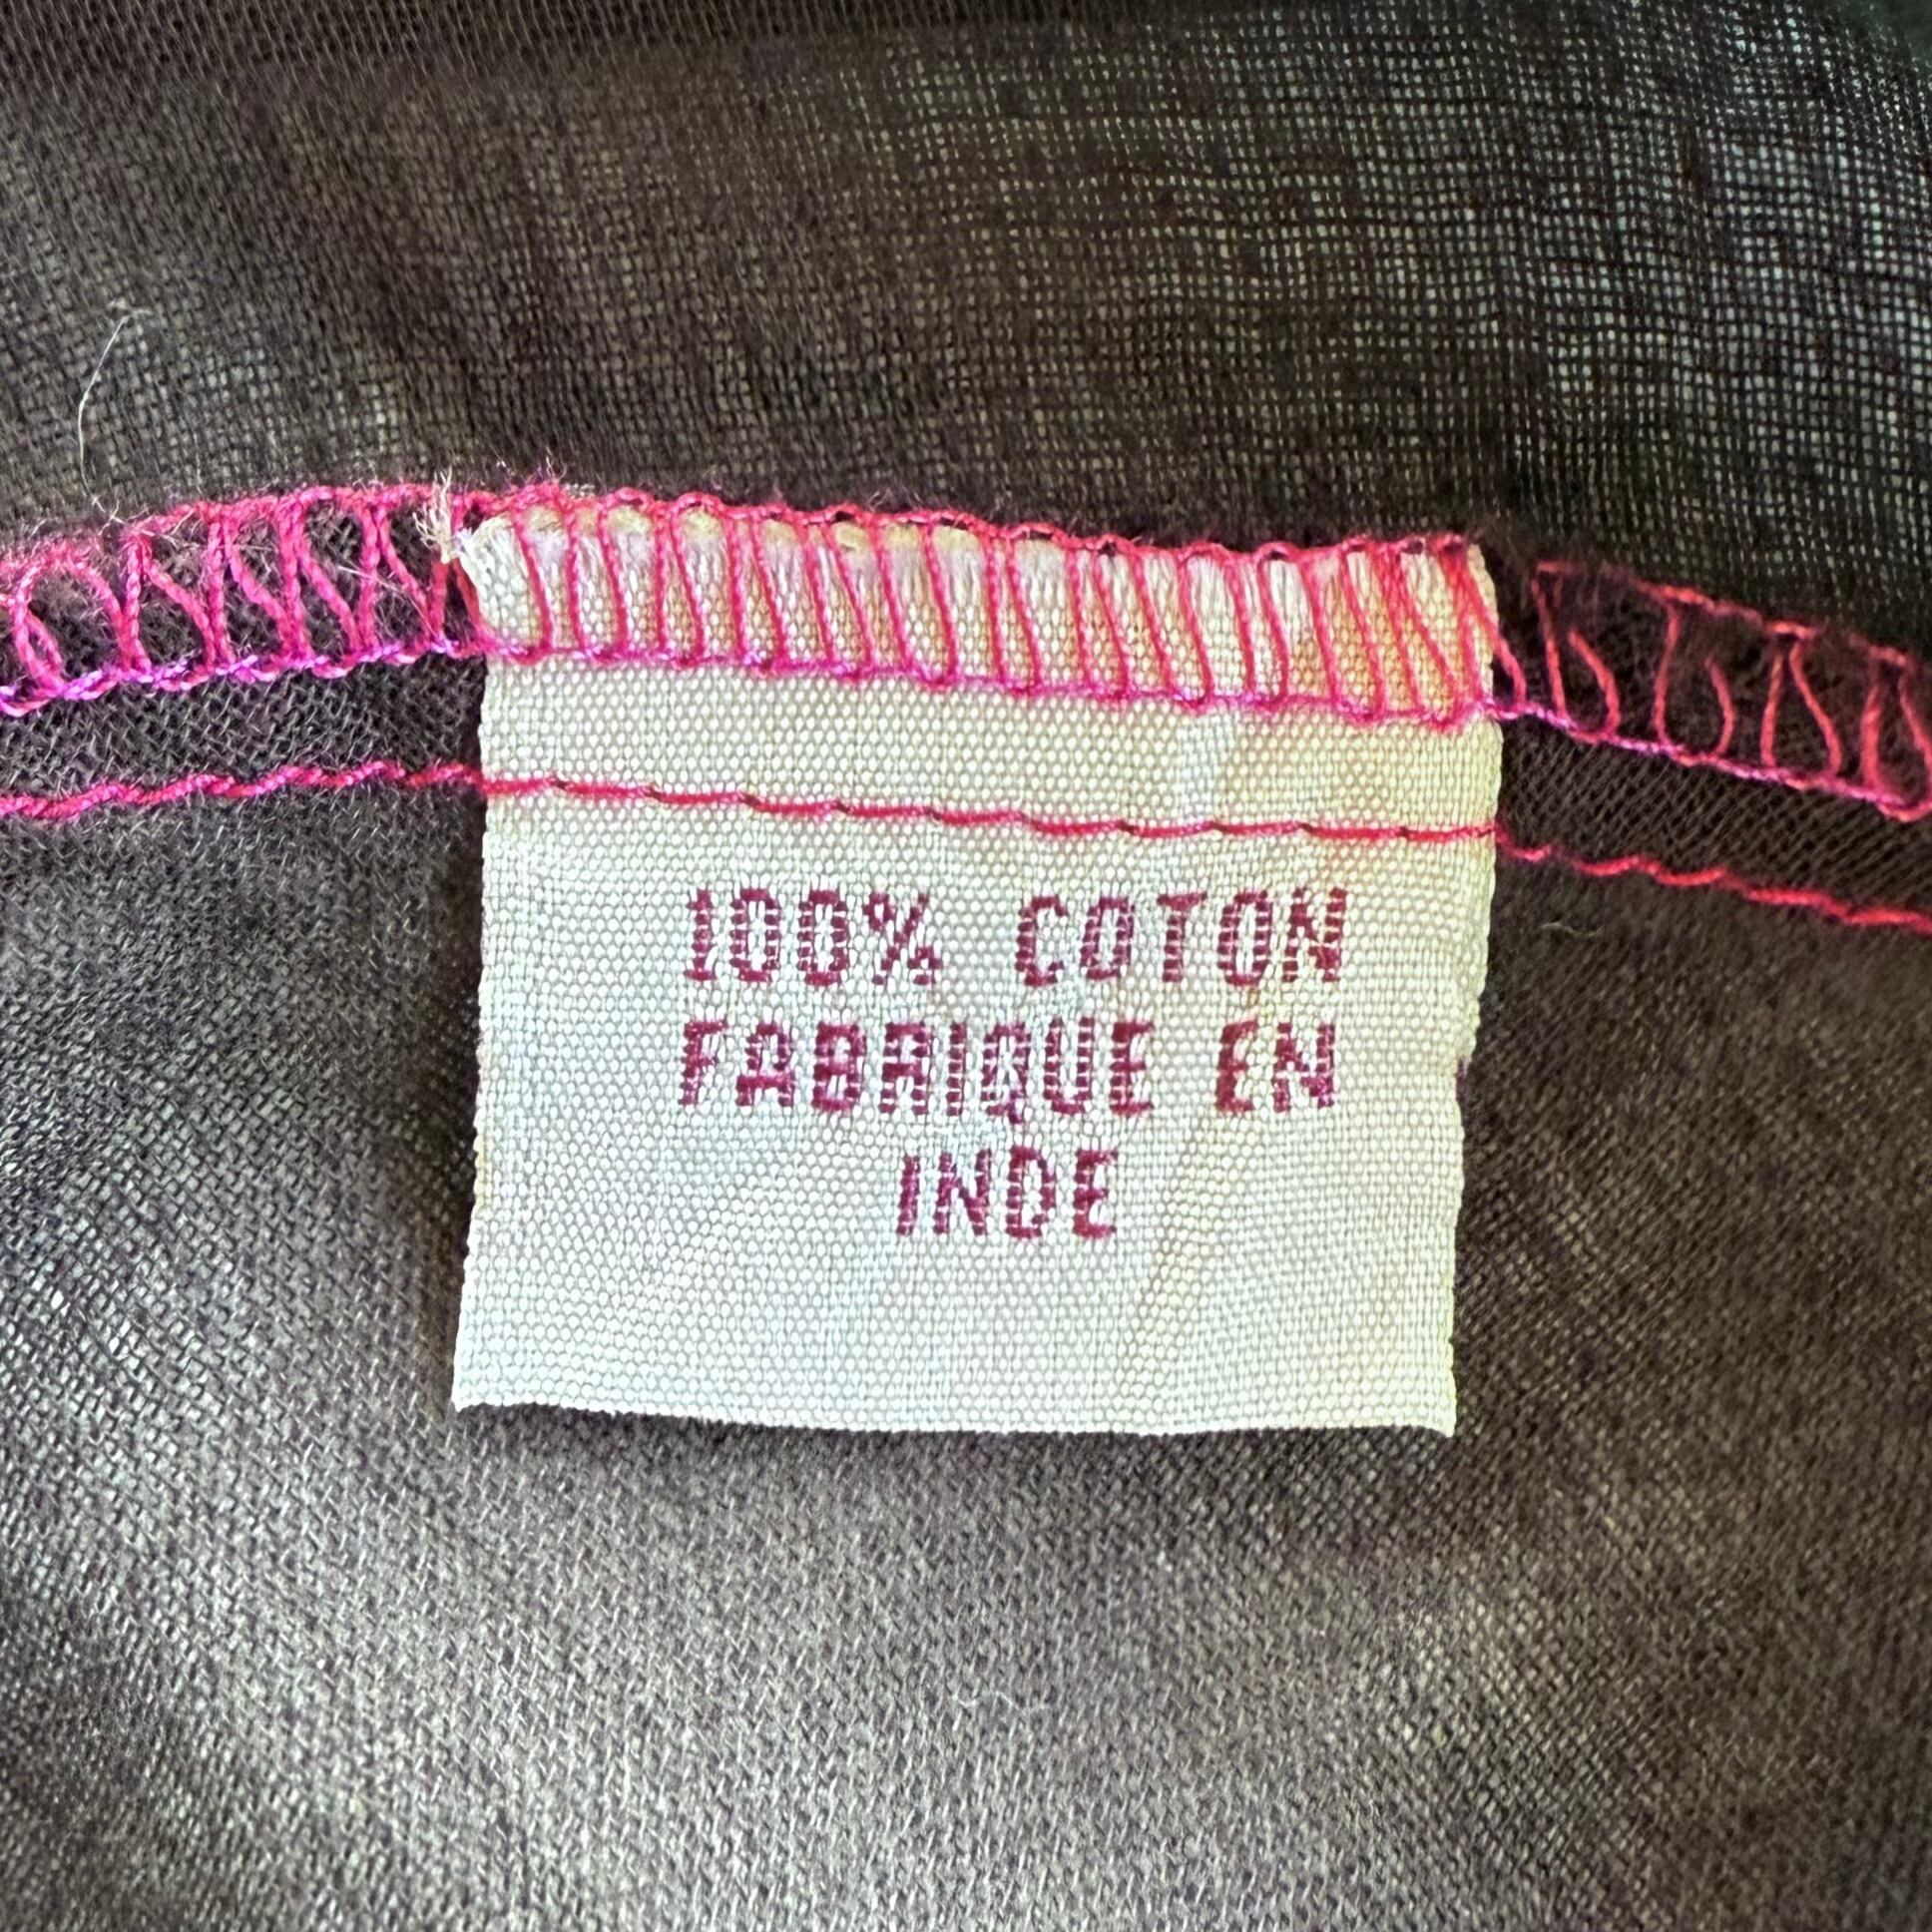 100% COTON
FABRIQUE EN
INDE